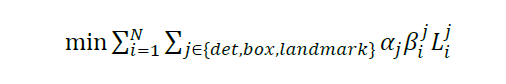 min ∑_{i=1}^{N} ∑_{j∈{det,box,landmark}} α_j β_i^j L_i^j